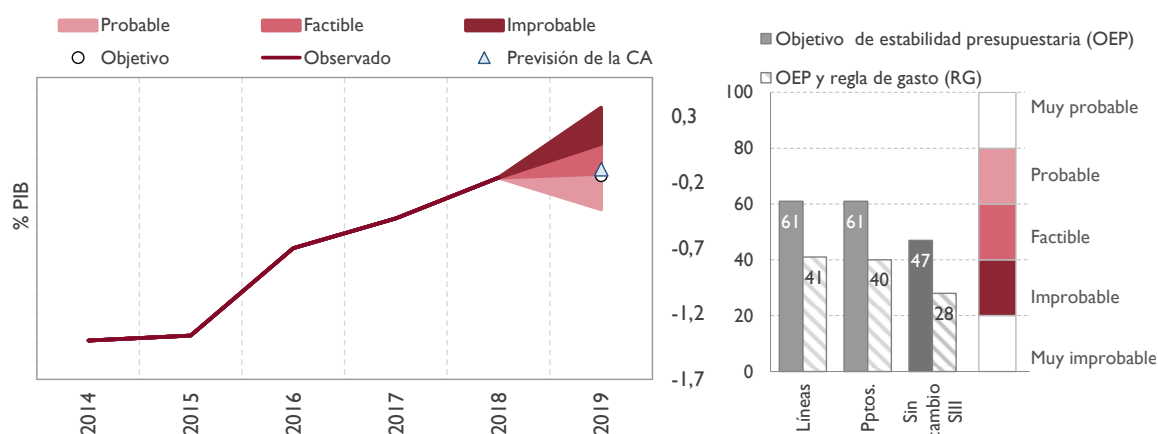 Probable
Factible
Improbable
Objetivo
Observado
Previsión de la CA
% PIB
0,3
-0,2
-0,7
-1,2
-1,7
2014
2015
2016
2017
2018
2019
Objetivo de estabilidad presupuestaria (OEP)
OEP y regla de gasto (RG)
100
80
60
40
20
0
61
41
61
40
47
28
Líneas
Pptos.
Sin
cambio
SIII
Muy probable
Probable
Factible
Improbable
Muy improbable